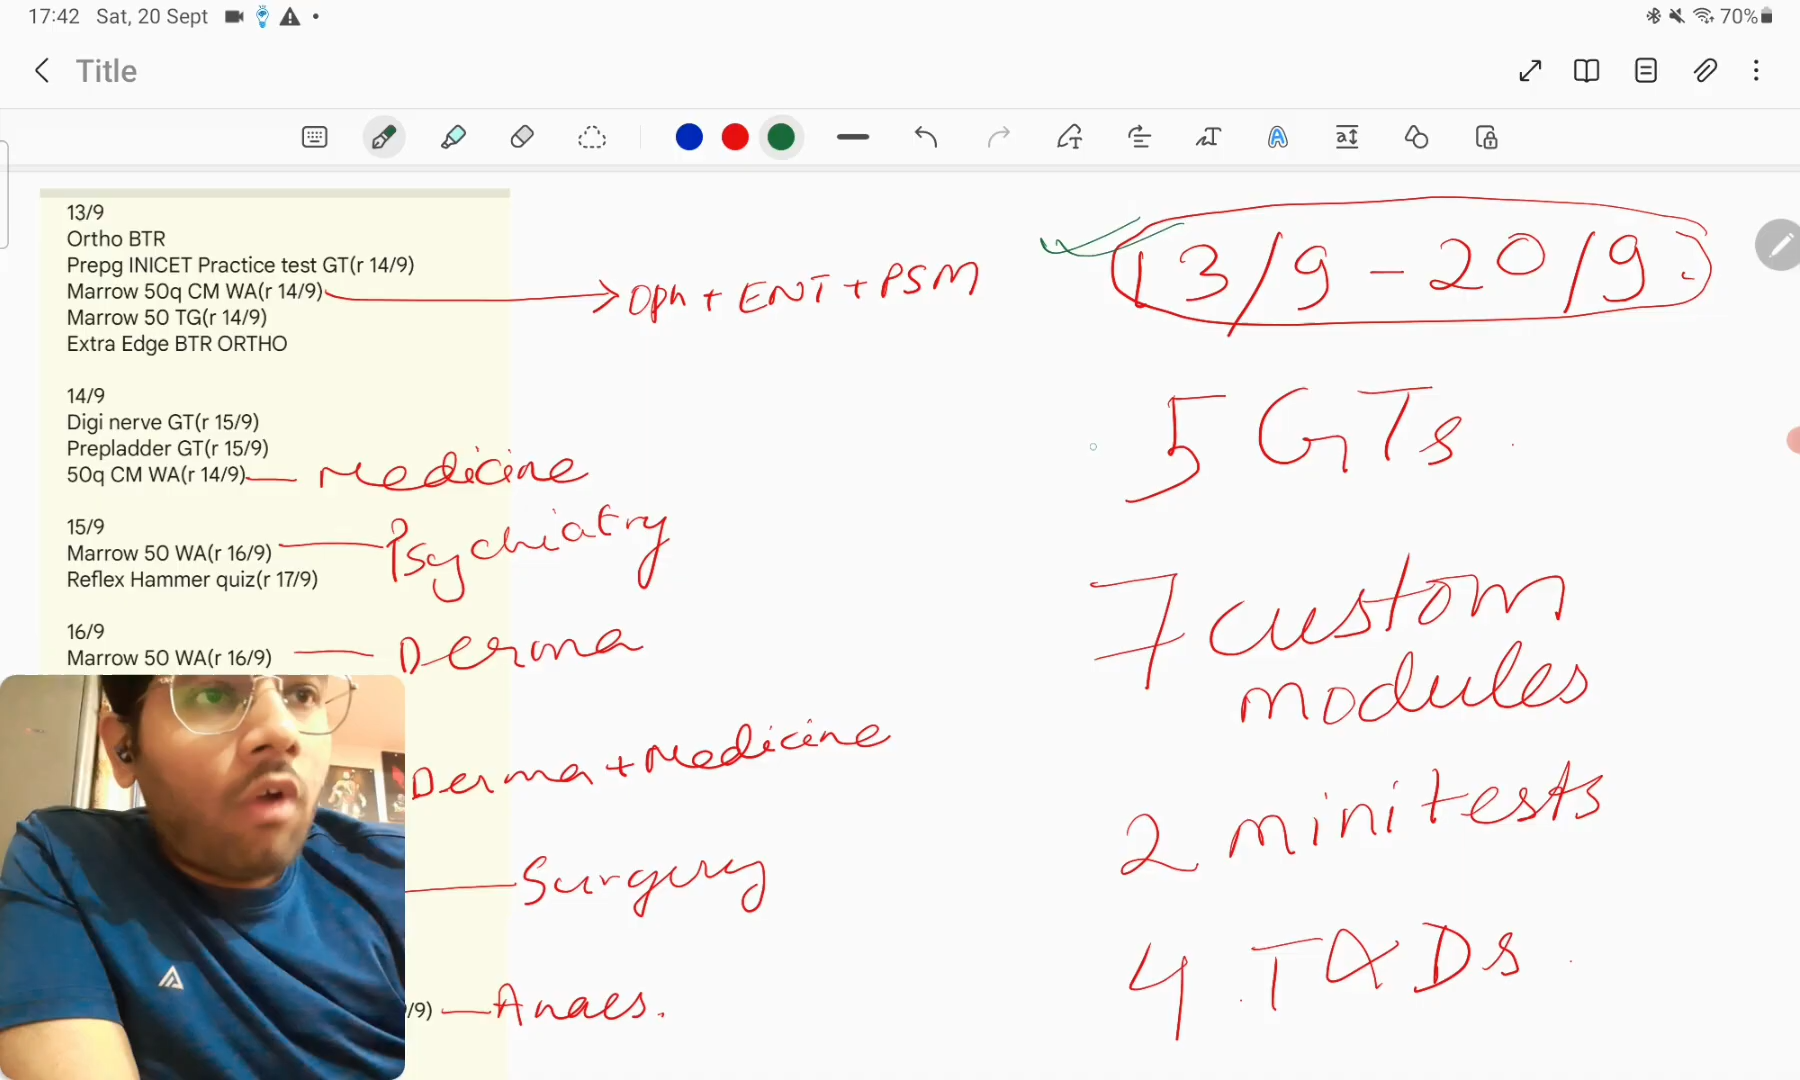 17:42 Sat, 20 Sept
70%
Title
13/9
Ortho BTR
Prepg INICET Practice test GT(r 14/9)
Marrow 50q CM WA(r 14/9)
Oph + ENT + PSM
Marrow 50 TG(r 14/9)
Extra Edge BTR ORTHO
14/9
Digi nerve GT(r 15/9)
Prepladder GT(r 15/9)
50q CM WA(r 14/9)
Medicine
15/9
Marrow 50 WA(r 16/9)
Psychiatry
Reflex Hammer quiz(r 17/9)
16/9
Marrow 50 WA(r 16/9)
Derma
Derma + Medicine
Surgery
/9)
Anaes.
13/9 - 20/9.
5 GTs
7 custom
modules
2 minitests
4 TQDs